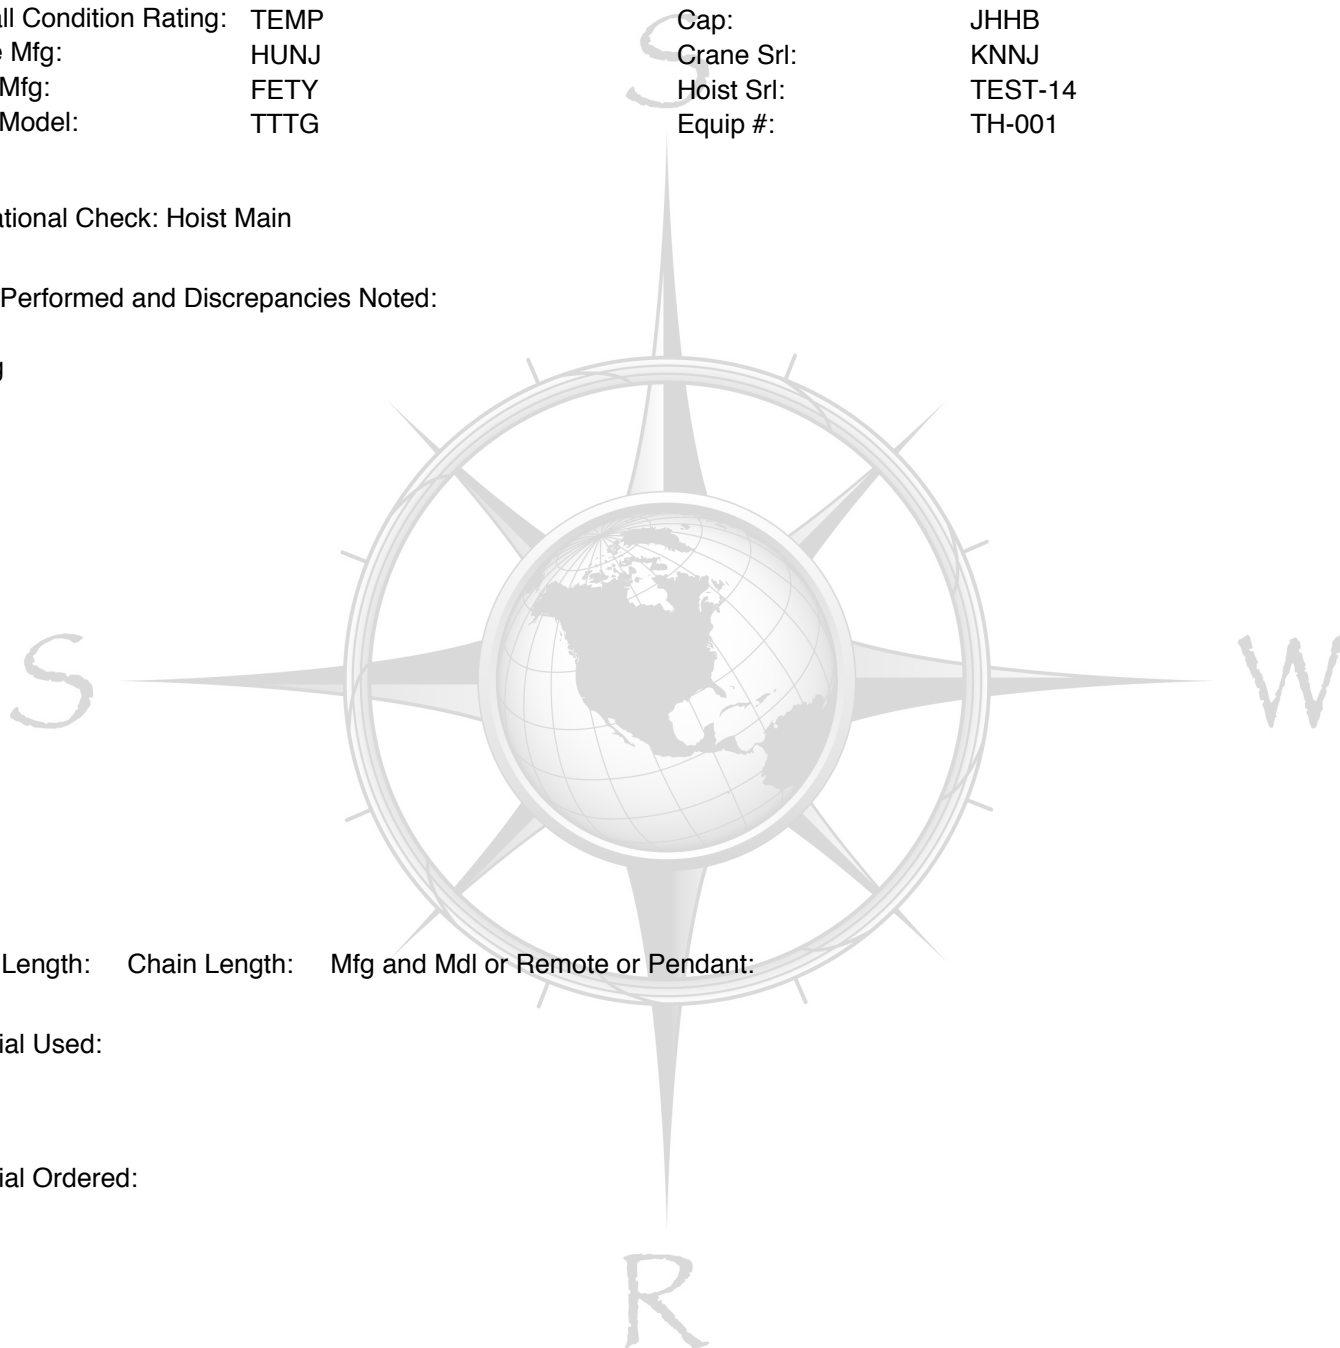 all Condition Rating: TEMP Cap: JHHB
e Mfg: HUNJ Crane Srl: KNNJ
Mfg: FETY Hoist Srl: TEST-14
Model: TTTG Equip #: TH-001
S
ational Check: Hoist Main
Performed and Discrepancies Noted:
g
S W
Length: Chain Length: Mfg and Mdl or Remote or Pendant:
ial Used:
ial Ordered:
R